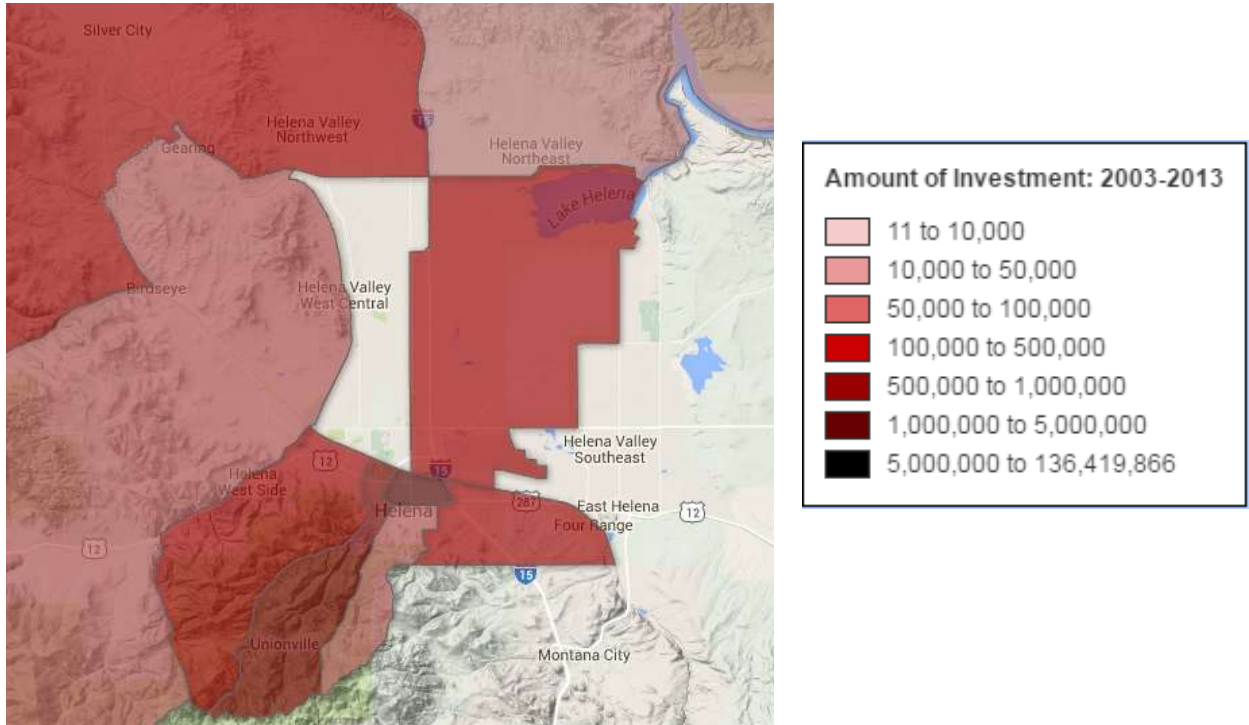 Silver City
Helena Valley
Northwest
15
Helena Valley
Northeast
Gearing
Lake Helena
Birdseye
Helena Valley
West Central
12
Helena
West Side
15
Helena Valley
Southeast
Helena
287
East Helena
Four Range
12
12
15
Unionville
Montana City
Amount of Investment: 2003-2013
11 to 10,000
10,000 to 50,000
50,000 to 100,000
100,000 to 500,000
500,000 to 1,000,000
1,000,000 to 5,000,000
5,000,000 to 136,419,866